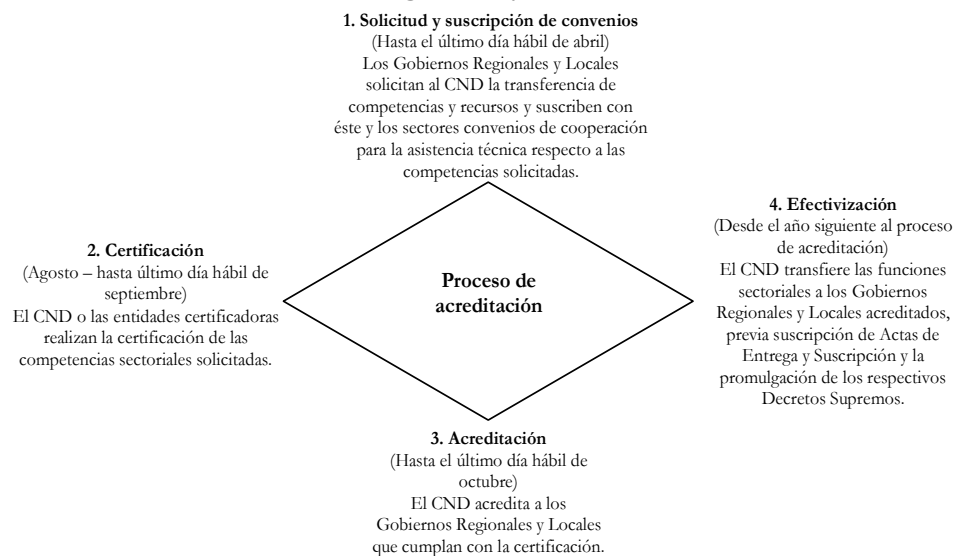 1. Solicitud y suscripción de convenios
(Hasta el último día hábil de abril)
Los Gobiernos Regionales y Locales
solicitan al CND la transferencia de
competencias y recursos y suscriben con
éste y los sectores convenios de cooperación
para la asistencia técnica respecto a las
competencias solicitadas.
2. Certificación
(Agosto – hasta último día hábil de
septiembre)
El CND o las entidades certificadoras
realizan la certificación de las
competencias sectoriales solicitadas.
Proceso de
acreditación
3. Acreditación
(Hasta el último día hábil de
octubre)
El CND acredita a los
Gobiernos Regionales y Locales
que cumplan con la certificación.
4. Efectivización
(Desde el año siguiente al proceso
de acreditación)
El CND transfiere las funciones
sectoriales a los Gobiernos
Regionales y Locales acreditados,
previa suscripción de Actas de
Entrega y Suscripción y la
promulgación de los respectivos
Decretos Supremos.